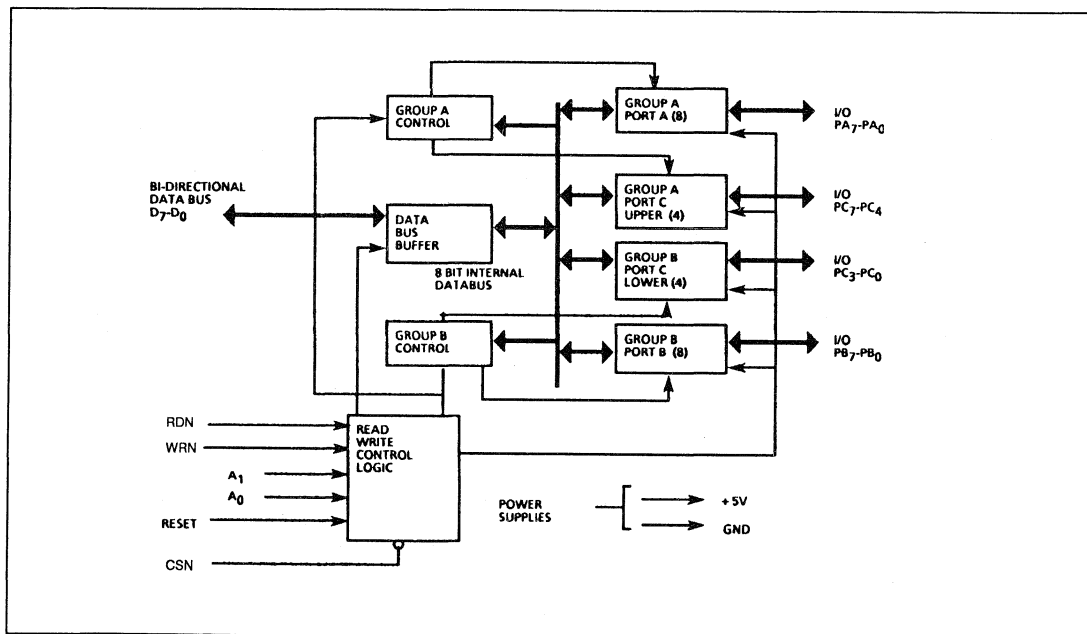 GROUP A
CONTROL
GROUP A
PORT A (8)
I/O
PA7-PA0
BI-DIRECTIONAL
DATA BUS
D7-D0
DATA
BUS
BUFFER
GROUP A
PORT C
UPPER (4)
I/O
PC7-PC4
8 BIT INTERNAL
DATABUS
GROUP B
PORT C
LOWER (4)
I/O
PC3-PC0
GROUP B
CONTROL
GROUP B
PORT B (8)
I/O
PB7-PB0
RDN
WRN
A1
A0
RESET
CSN
READ
WRITE
CONTROL
LOGIC
POWER
SUPPLIES
+5V
GND